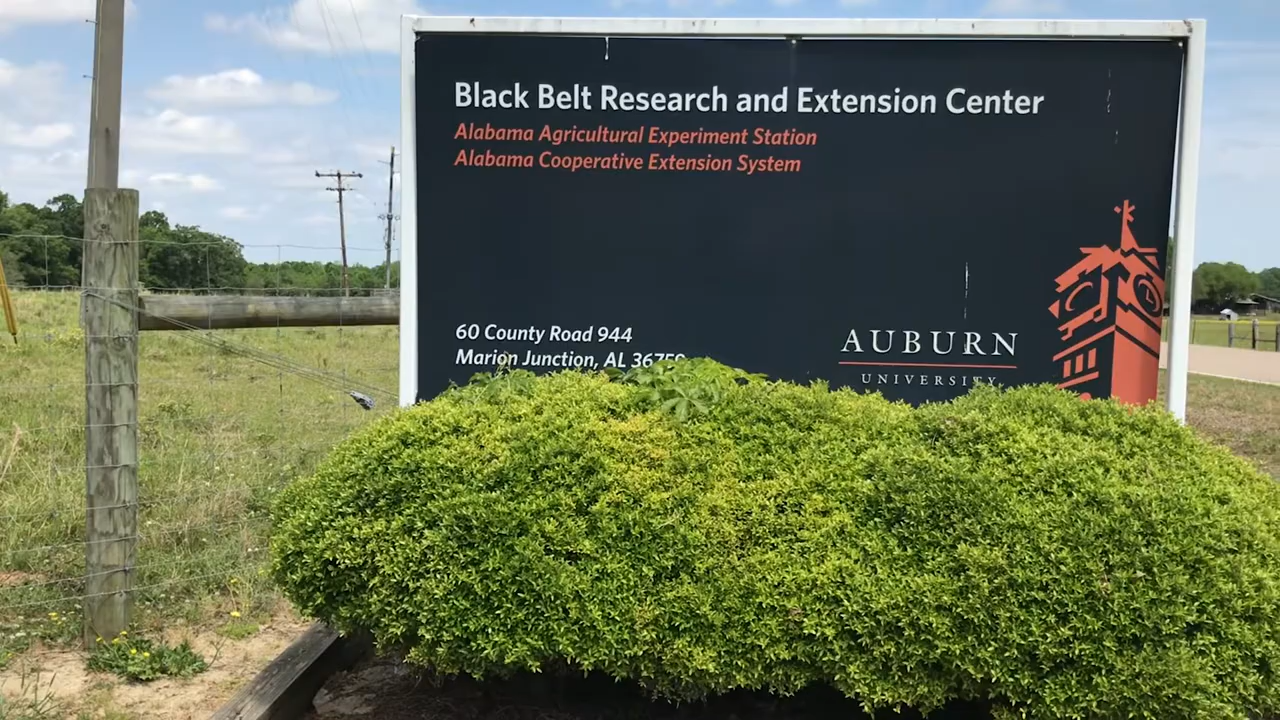 Black Belt Research and Extension Center
Alabama Agricultural Experiment Station
Alabama Cooperative Extension System
60 County Road 944
Marion Junction, AL 36759
AUBURN
UNIVERSITY